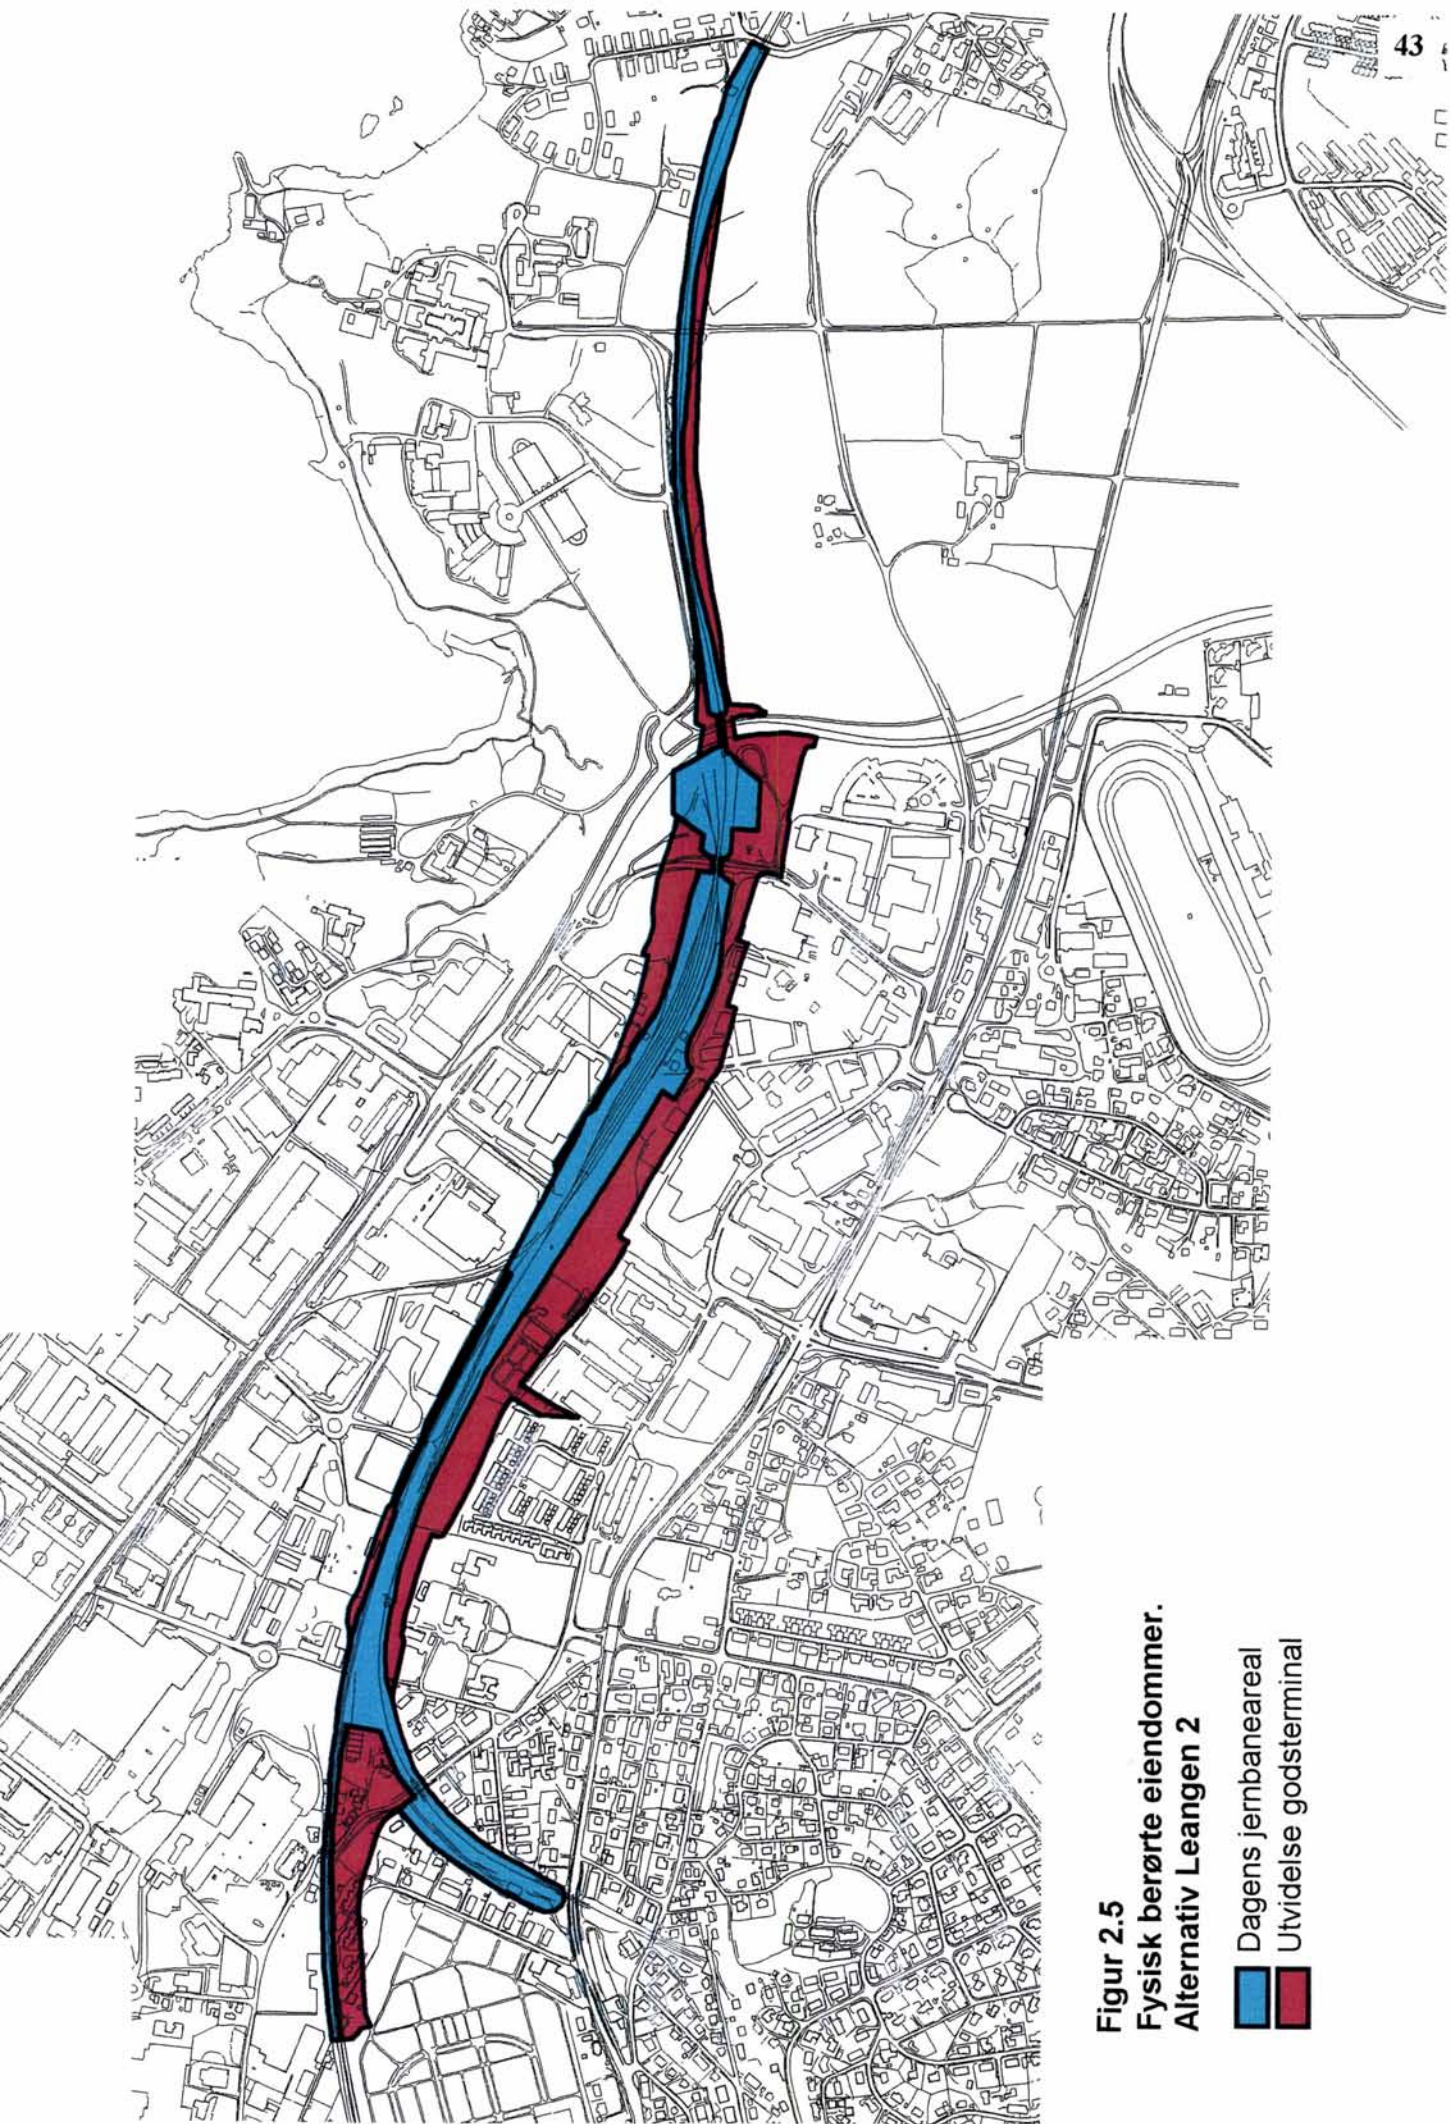 43
Figur 2.5
Fysisk berørte eiendommer.
Alternativ Leangen 2
Dagens jernbaneareal
Utvidelse godsterminal